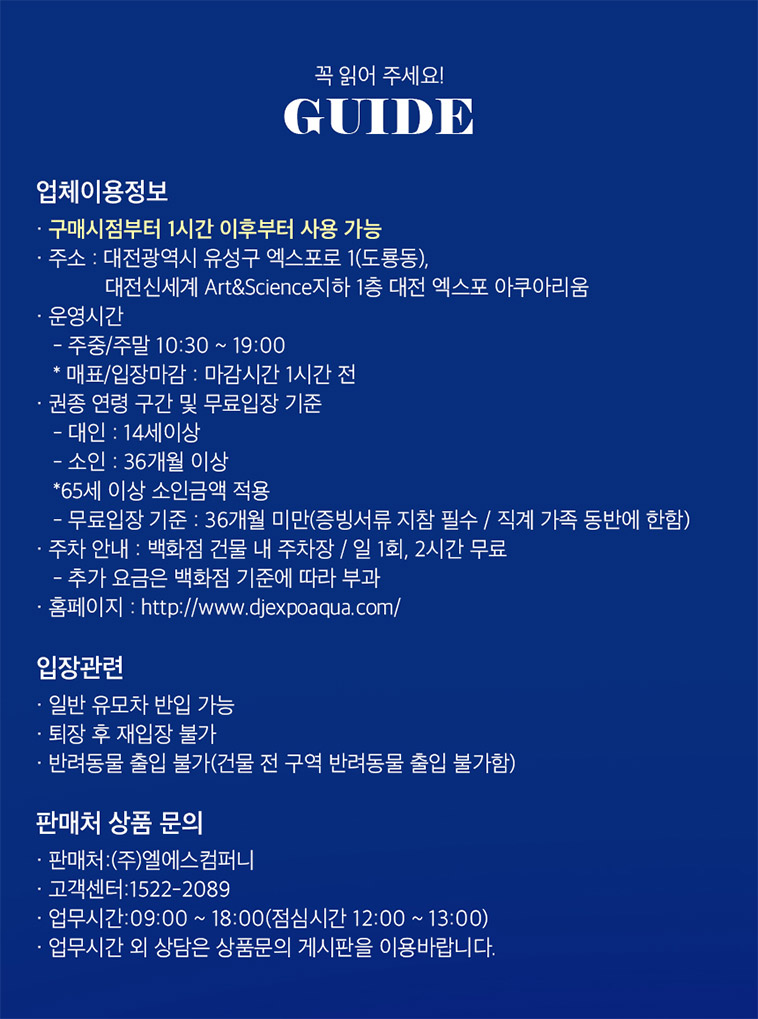 꼭 읽어 주세요!
GUIDE
업체이용정보
· 구매시점부터 1시간 이후부터 사용 가능
· 주소 : 대전광역시 유성구 엑스포로 1(도룡동),
대전신세계 Art&Science지하 1층 대전 엑스포 아쿠아리움
· 운영시간
- 주중/주말 10:30 ~ 19:00
* 매표/입장마감 : 마감시간 1시간 전
· 권종 연령 구간 및 무료입장 기준
- 대인 : 14세이상
- 소인 : 36개월 이상
*65세 이상 소인금액 적용
- 무료입장 기준 : 36개월 미만(증빙서류 지참 필수 / 직계 가족 동반에 한함)
· 주차 안내 : 백화점 건물 내 주차장 / 일 1회, 2시간 무료
- 추가 요금은 백화점 기준에 따라 부과
· 홈페이지 : http://www.djexpoaqua.com/
입장관련
· 일반 유모차 반입 가능
· 퇴장 후 재입장 불가
· 반려동물 출입 불가(건물 전 구역 반려동물 출입 불가함)
판매처 상품 문의
· 판매처:(주)엘에스컴퍼니
· 고객센터:1522-2089
· 업무시간:09:00 ~ 18:00(점심시간 12:00 ~ 13:00)
· 업무시간 외 상담은 상품문의 게시판을 이용바랍니다.